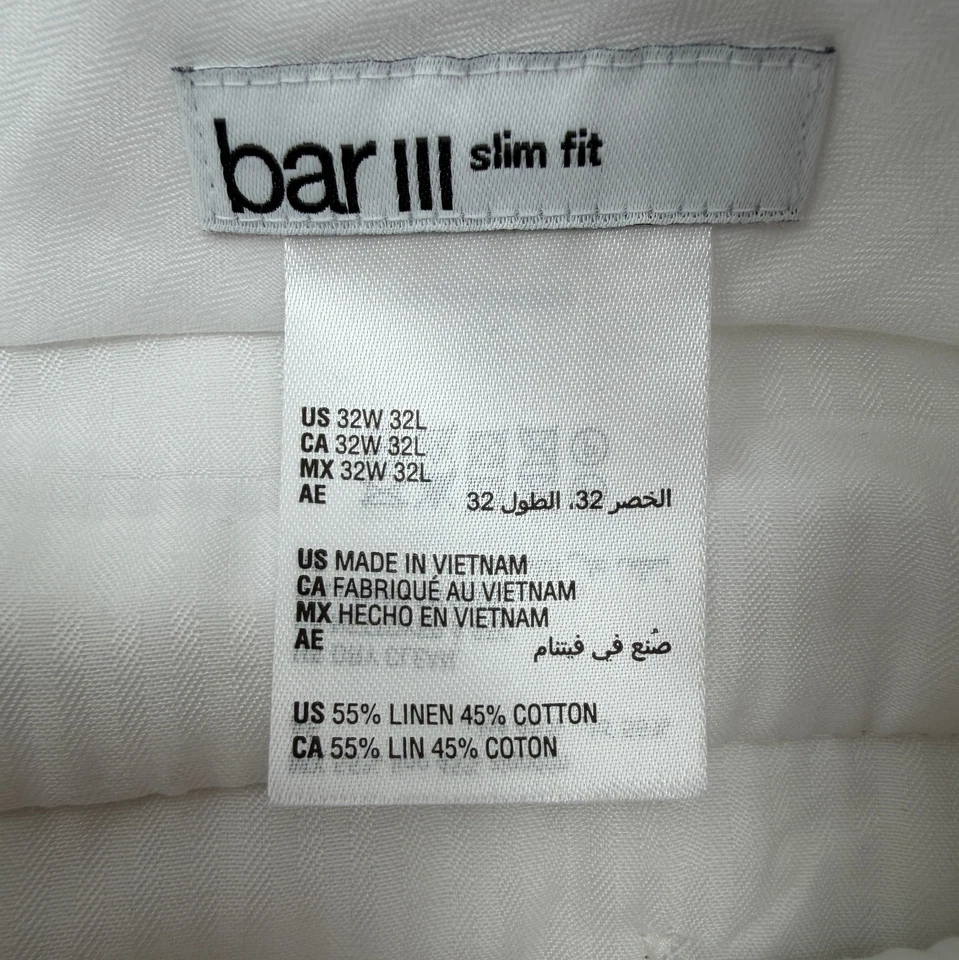 bar III slim fit
US 32W 32L
CA 32W 32L
MX 32W 32L
AE الخصر 32، الطول 32
US MADE IN VIETNAM
CA FABRIQUÉ AU VIETNAM
MX HECHO EN VIETNAM
AE صُنع في فيتنام
US 55% LINEN 45% COTTON
CA 55% LIN 45% COTON